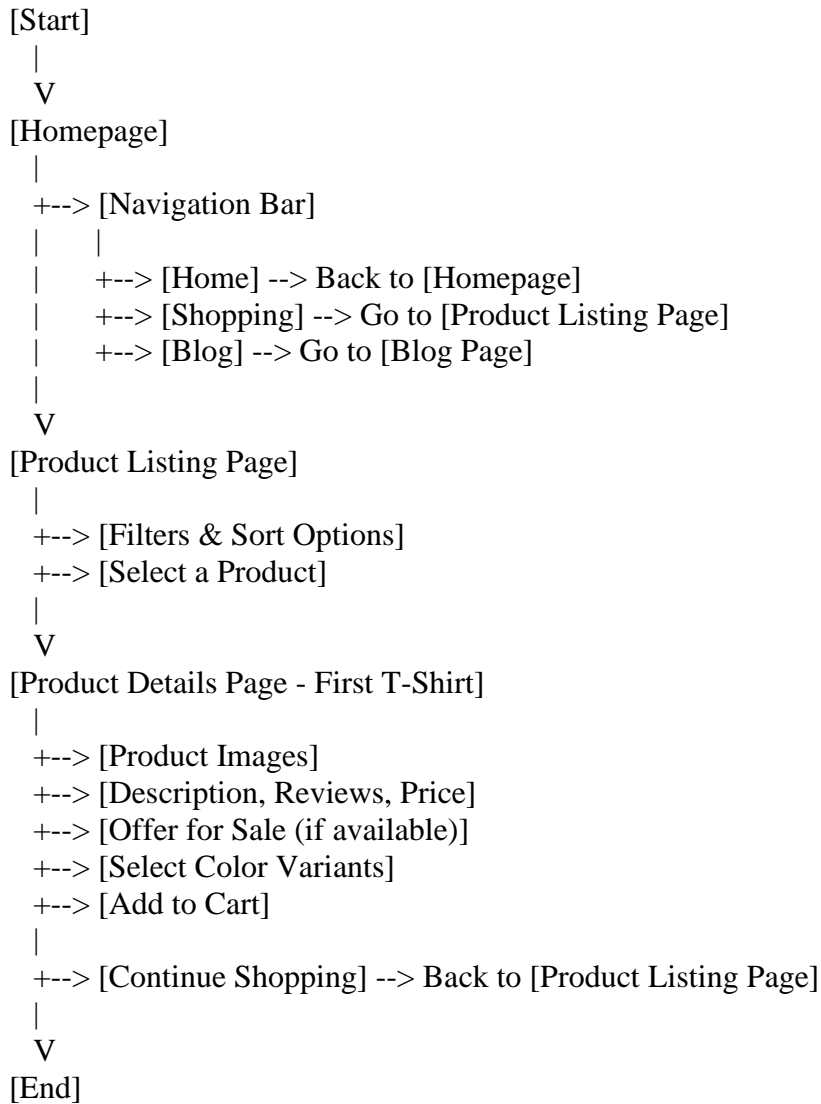 [Start]
|
V
[Homepage]
|
+--> [Navigation Bar]
| |
| +--> [Home] --> Back to [Homepage]
| +--> [Shopping] --> Go to [Product Listing Page]
| +--> [Blog] --> Go to [Blog Page]
|
V
[Product Listing Page]
|
+--> [Filters & Sort Options]
+--> [Select a Product]
|
V
[Product Details Page - First T-Shirt]
|
+--> [Product Images]
+--> [Description, Reviews, Price]
+--> [Offer for Sale (if available)]
+--> [Select Color Variants]
+--> [Add to Cart]
|
+--> [Continue Shopping] --> Back to [Product Listing Page]
|
V
[End]